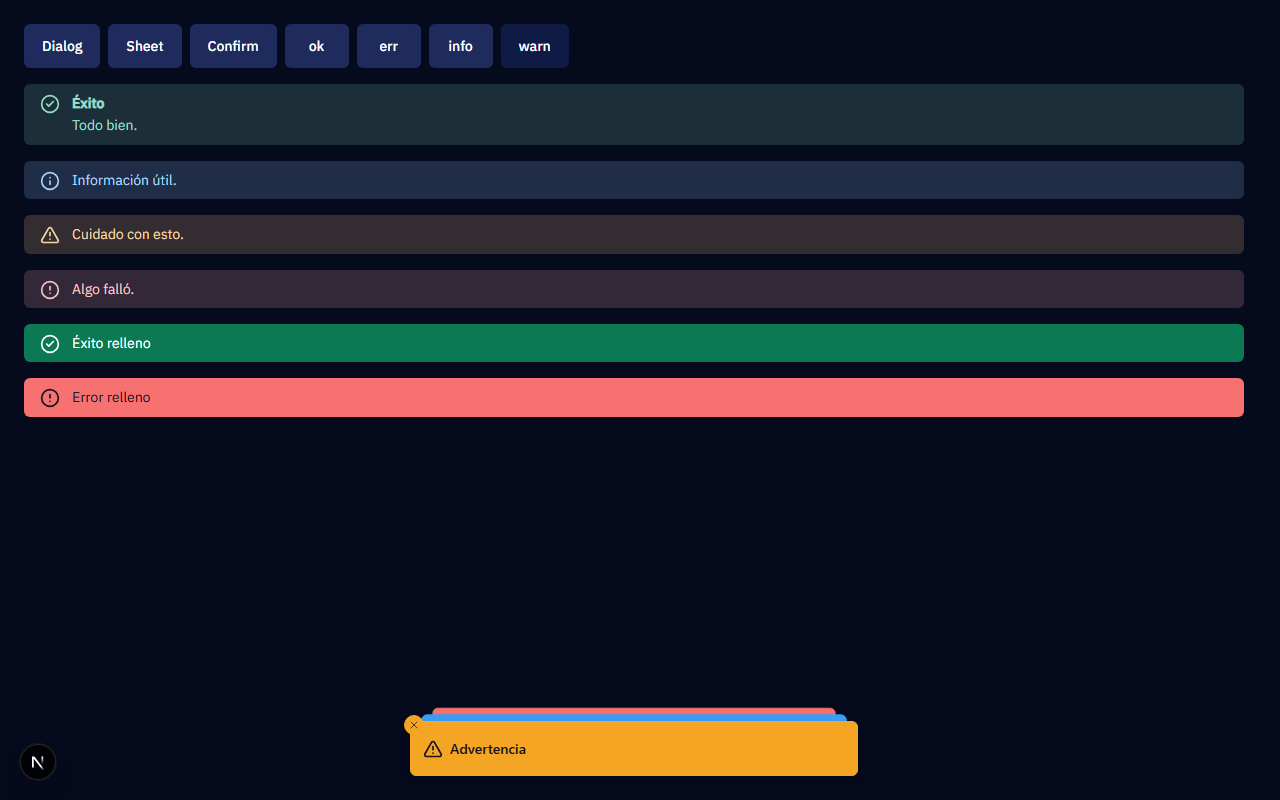 Dialog
Sheet
Confirm
ok
err
info
warn
Éxito
Todo bien.
Información útil.
Cuidado con esto.
Algo falló.
Éxito relleno
Error relleno
Advertencia
N